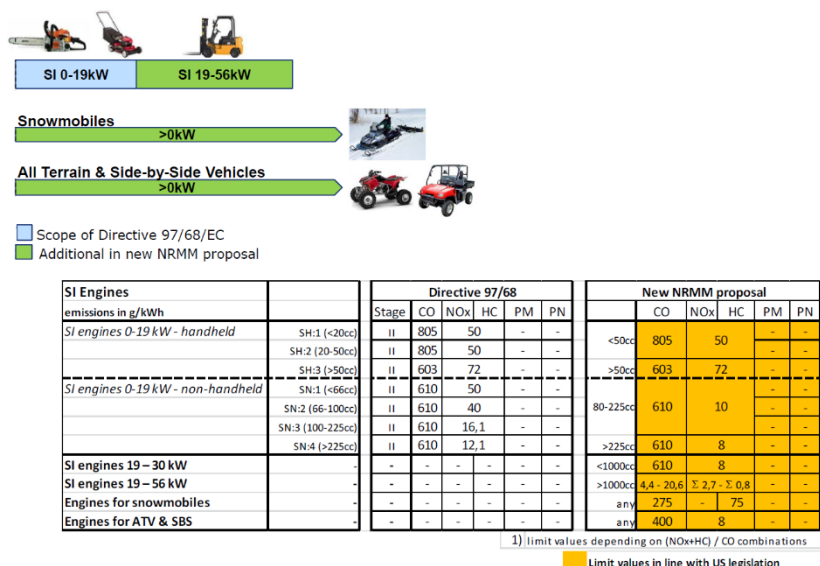 SI 0-19kW SI 19-56kW
Snowmobiles
>0kW
All Terrain & Side-by-Side Vehicles
>0kW
Scope of Directive 97/68/EC
Additional in new NRMM proposal
SI Engines Directive 97/68 New NRMM proposal
emissions in g/kWh Stage CO NOx HC PM PN CO NOx HC PM PN
SI engines 0-19 kW - handheld SH:1 (<20cc) II 805 50 - - <50cc 805 50 - -
SH:2 (20-50cc) II 805 50 - - - -
SH:3 (>50cc) II 603 72 - - >50cc 603 72 - -
SI engines 0-19 kW - non-handheld SN:1 (<66cc) II 610 50 - - 80-225cc 610 10 - -
SN:2 (66-100cc) II 610 40 - - - -
SN:3 (100-225cc) II 610 16,1 - - - -
SN:4 (>225cc) II 610 12,1 - - >225cc 610 8 - -
SI engines 19 – 30 kW - - - - - - - <1000cc 610 8 - -
SI engines 19 – 56 kW - - - - - - - >1000cc 4,4 - 20,6 Σ 2,7 - Σ 0,8 - -
Engines for snowmobiles - - - - - - - any 275 - 75 - -
Engines for ATV & SBS - - - - - - - any 400 8 - -
1) limit values depending on (NOx+HC) / CO combinations
Limit values in line with US legislation